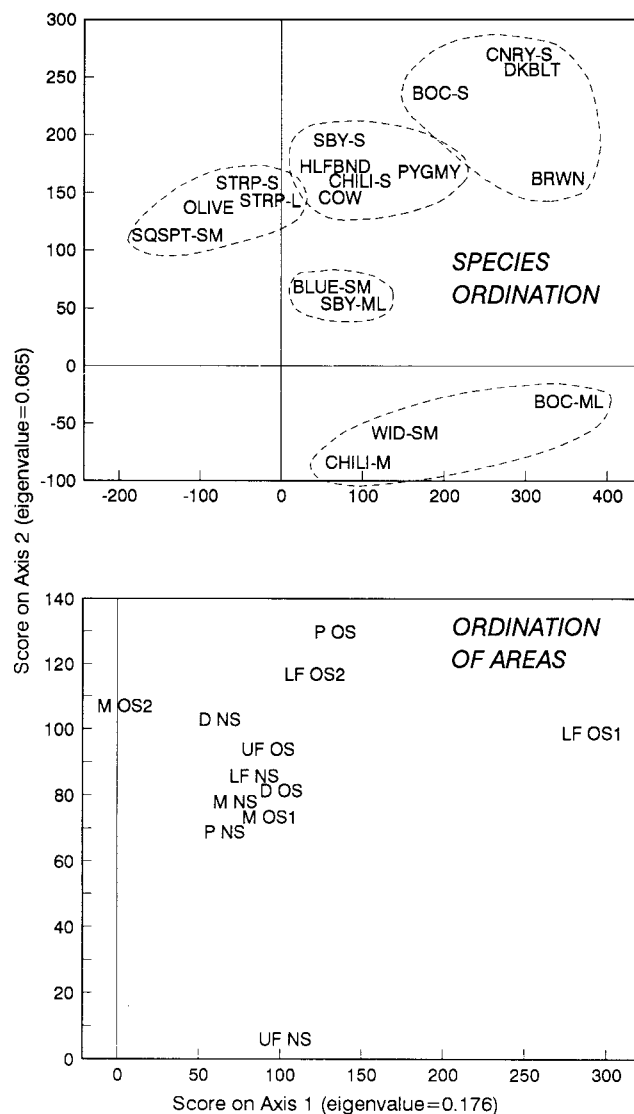 300
250
200
150
100
50
0
-50
-100
CNRY-S
DKBLT
BOC-S
SBY-S
HLFBND
PYGMY
CHILI-S
BRWN
STRP-S
STRP-L
COW
OLIVE
SQSPT-SM
SPECIES
ORDINATION
BLUE-SM
SBY-ML
BOC-ML
WID-SM
CHILI-M
-200 -100 0 100 200 300 400
Score on Axis 2 (eigenvalue=0.065)
140
120
100
80
60
40
20
0
ORDINATION
OF AREAS
P OS
LF OS2
M OS2
D NS
LF OS1
UF OS
LF NS
D OS
M NS
M OS1
P NS
UF NS
0 50 100 150 200 250 300
Score on Axis 1 (eigenvalue=0.176)